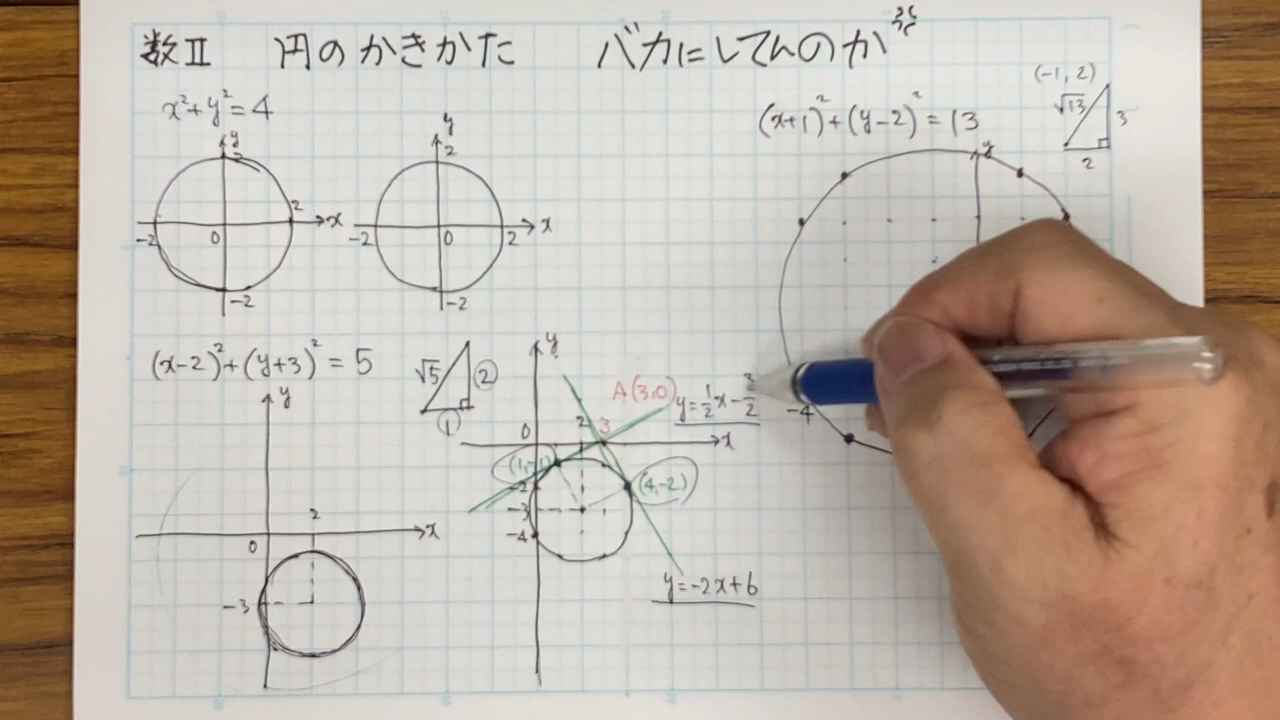 数Ⅱ 円のかきかた バカにしてんのか
x²+y²=4
y
2
-2
0
2
x
-2
y
2
-2
0
2
x
-2
(x+1)²+(y-2)²=13
(-1, 2)
√13
3
2
y
-4
(x-2)²+(y+3)²=5
y
2
0
x
-3
√5
②
①
y
A(3,0)
y=1/2x-3/2
0
2
3
x
(1,-1)
-2
(4,-2)
-3
-4
y=-2x+6